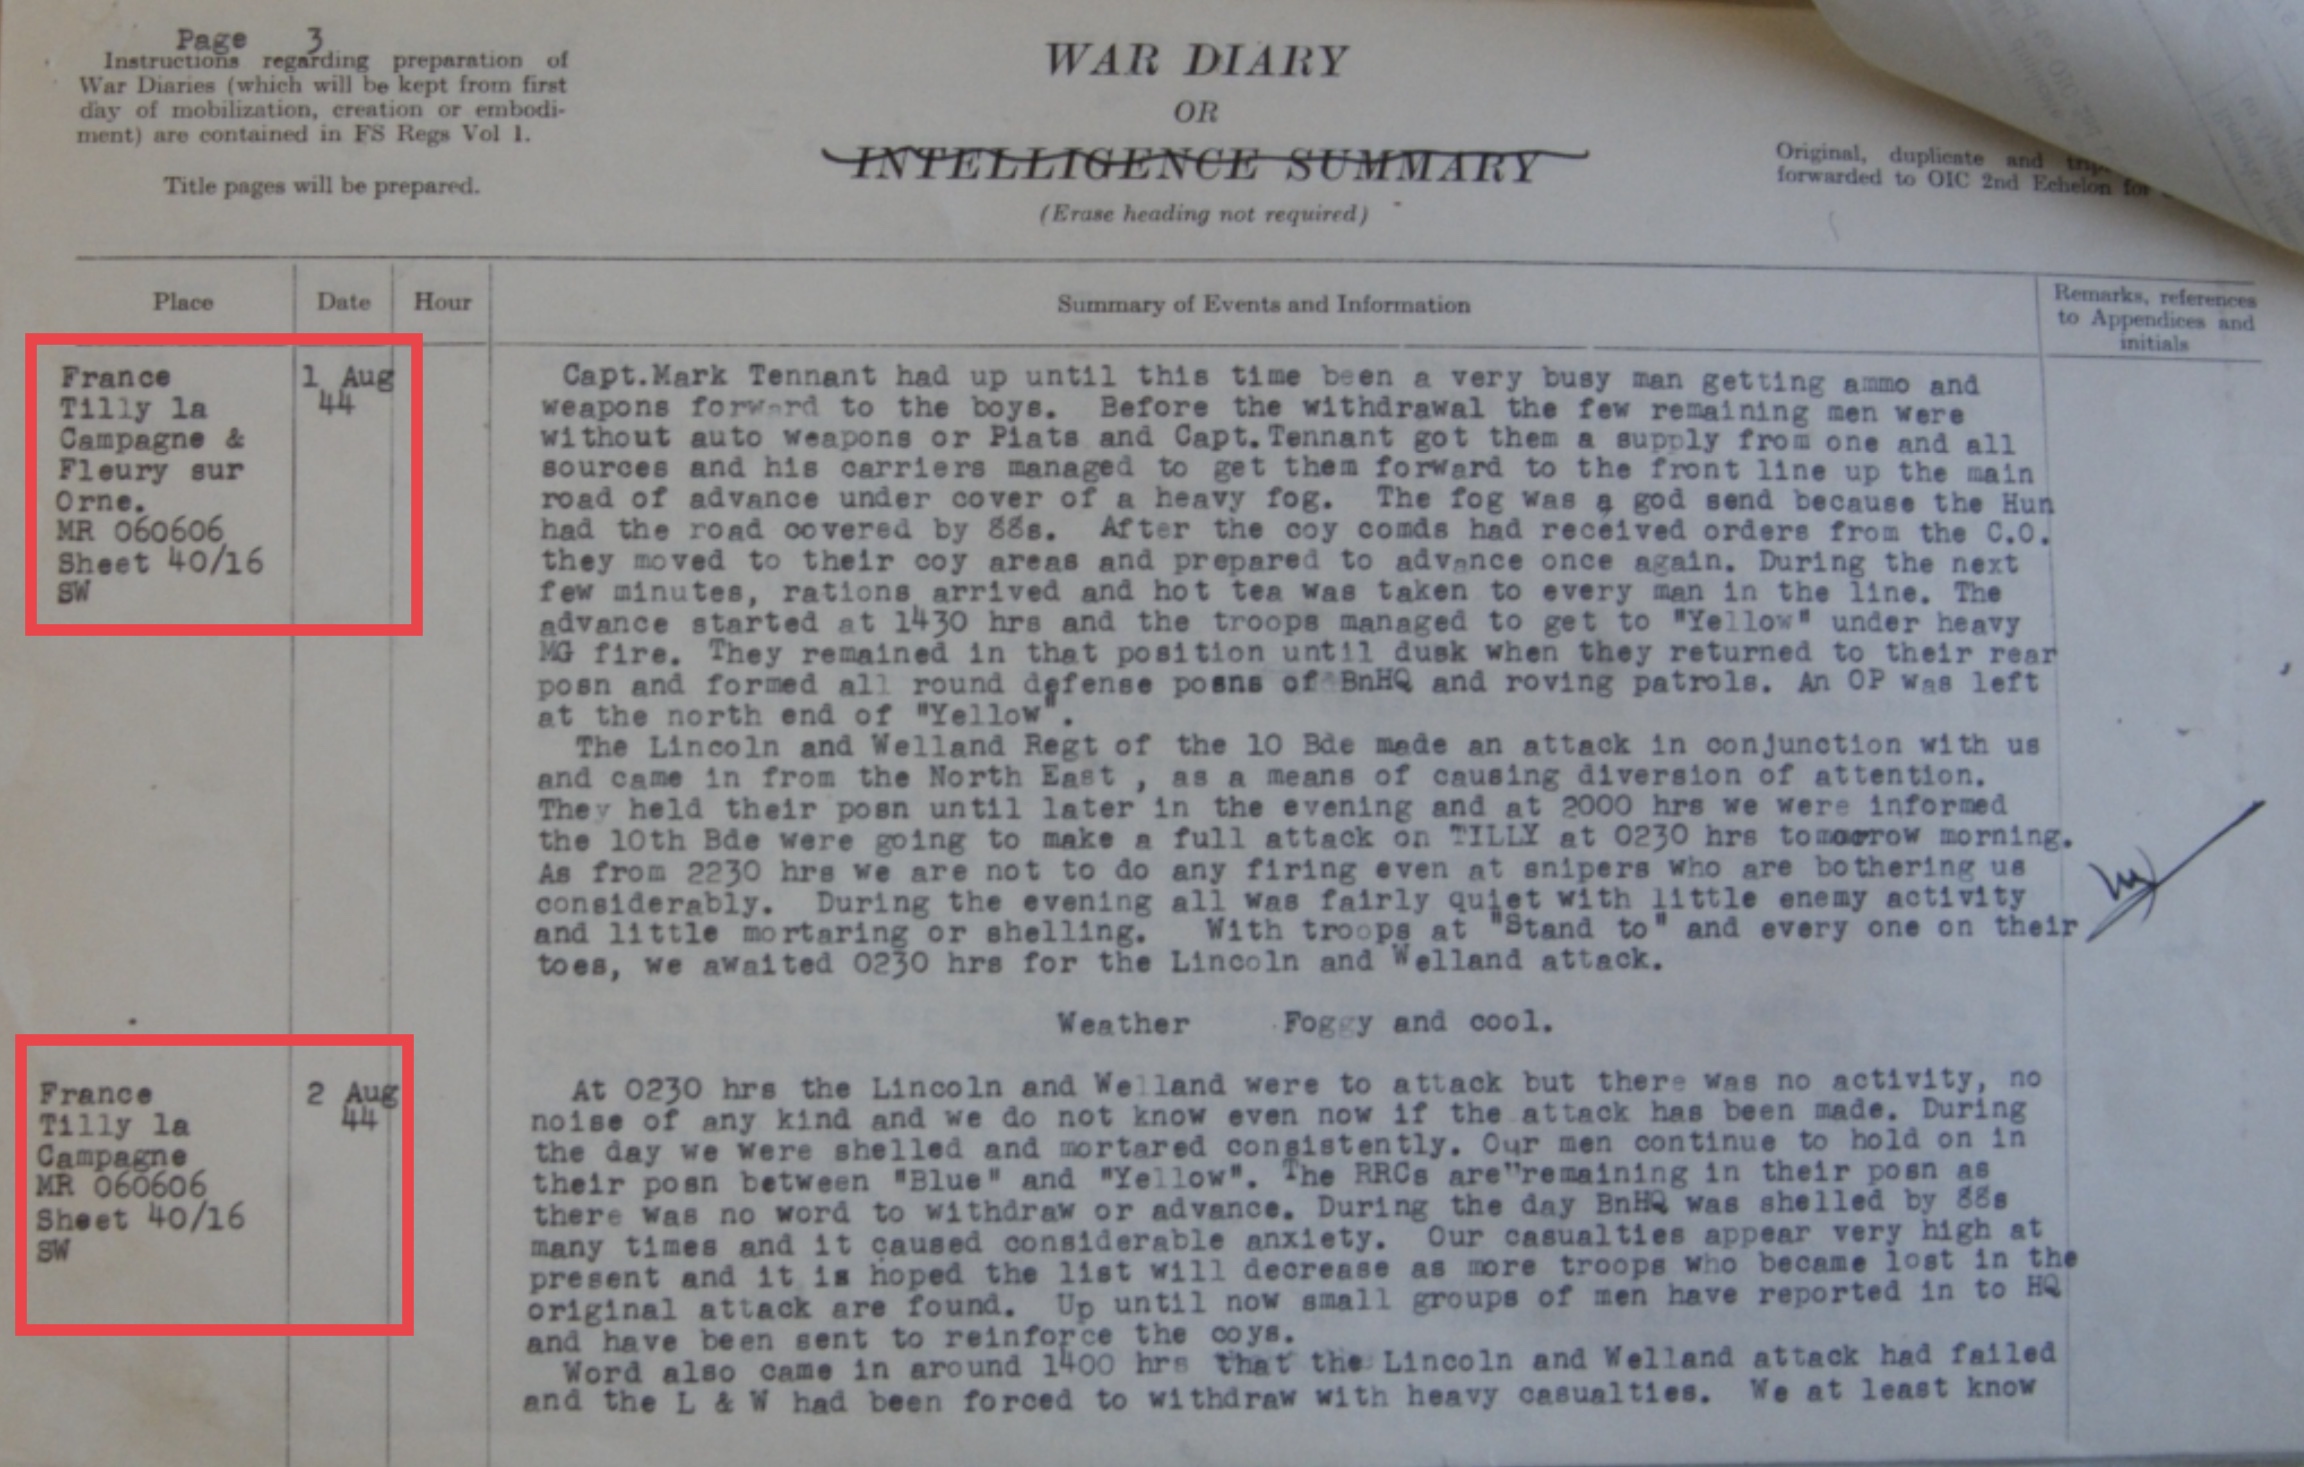 Page 3
Instructions regarding preparation of
War Diaries (which will be kept from first
day of mobilization, creation or embodi-
ment) are contained in FS Regs Vol 1.
Title pages will be prepared.
WAR DIARY
OR
INTELLIGENCE SUMMARY
(Erase heading not required)
Original, duplicate and
forwarded to OIC 2nd Echelon for
Place Date Hour Summary of Events and Information Remarks, references
to Appendices and
initials
France 1 Aug
Tilly la 44
Campagne &
Fleury sur
Orne.
MR 060606
Sheet 40/16
SW
Capt.Mark Tennant had up until this time been a very busy man getting ammo and
weapons forward to the boys. Before the withdrawal the few remaining men were
without auto weapons or Piats and Capt.Tennant got them a supply from one and all
sources and his carriers managed to get them forward to the front line up the main
road of advance under cover of a heavy fog. The fog was a god send because the Hun
had the road covered by 88s. After the coy comds had received orders from the C.O.
they moved to their coy areas and prepared to advance once again. During the next
few minutes, rations arrived and hot tea was taken to every man in the line. The
advance started at 1430 hrs and the troops managed to get to "Yellow" under heavy
MG fire. They remained in that position until dusk when they returned to their rear
posn and formed all round defense posns of BnHQ and roving patrols. An OP was left
at the north end of "Yellow".
The Lincoln and Welland Regt of the 10 Bde made an attack in conjunction with us
and came in from the North East , as a means of causing diversion of attention.
They held their posn until later in the evening and at 2000 hrs we were informed
the 10th Bde were going to make a full attack on TILLY at 0230 hrs tomorrow morning.
As from 2230 hrs we are not to do any firing even at snipers who are bothering us
considerably. During the evening all was fairly quiet with little enemy activity
and little mortaring or shelling. With troops at "Stand to" and every one on their
toes, we awaited 0230 hrs for the Lincoln and Welland attack.
Weather Foggy and cool.
France 2 Aug
Tilly la 44
Campagne
MR 060606
Sheet 40/16
SW
At 0230 hrs the Lincoln and Welland were to attack but there was no activity, no
noise of any kind and we do not know even now if the attack has been made. During
the day we were shelled and mortared consistently. Our men continue to hold on in
their posn between "Blue" and "Yellow". The RRCs are"remaining in their posn as
there was no word to withdraw or advance. During the day BnHQ was shelled by 88s
many times and it caused considerable anxiety. Our casualties appear very high at
present and it is hoped the list will decrease as more troops who became lost in the
original attack are found. Up until now small groups of men have reported in to HQ
and have been sent to reinforce the coys.
Word also came in around 1400 hrs that the Lincoln and Welland attack had failed
and the L & W had been forced to withdraw with heavy casualties. We at least know